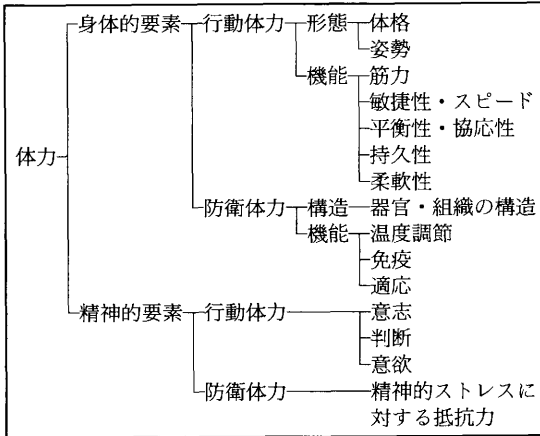 身体的要素 行動体力 形態 体格
姿勢
機能 筋力
敏捷性・スピード
平衡性・協応性
体力 持久性
柔軟性
防衛体力 構造 器官・組織の構造
機能 温度調節
免疫
適応
精神的要素 行動体力 意志
判断
意欲
防衛体力 精神的ストレスに
対する抵抗力